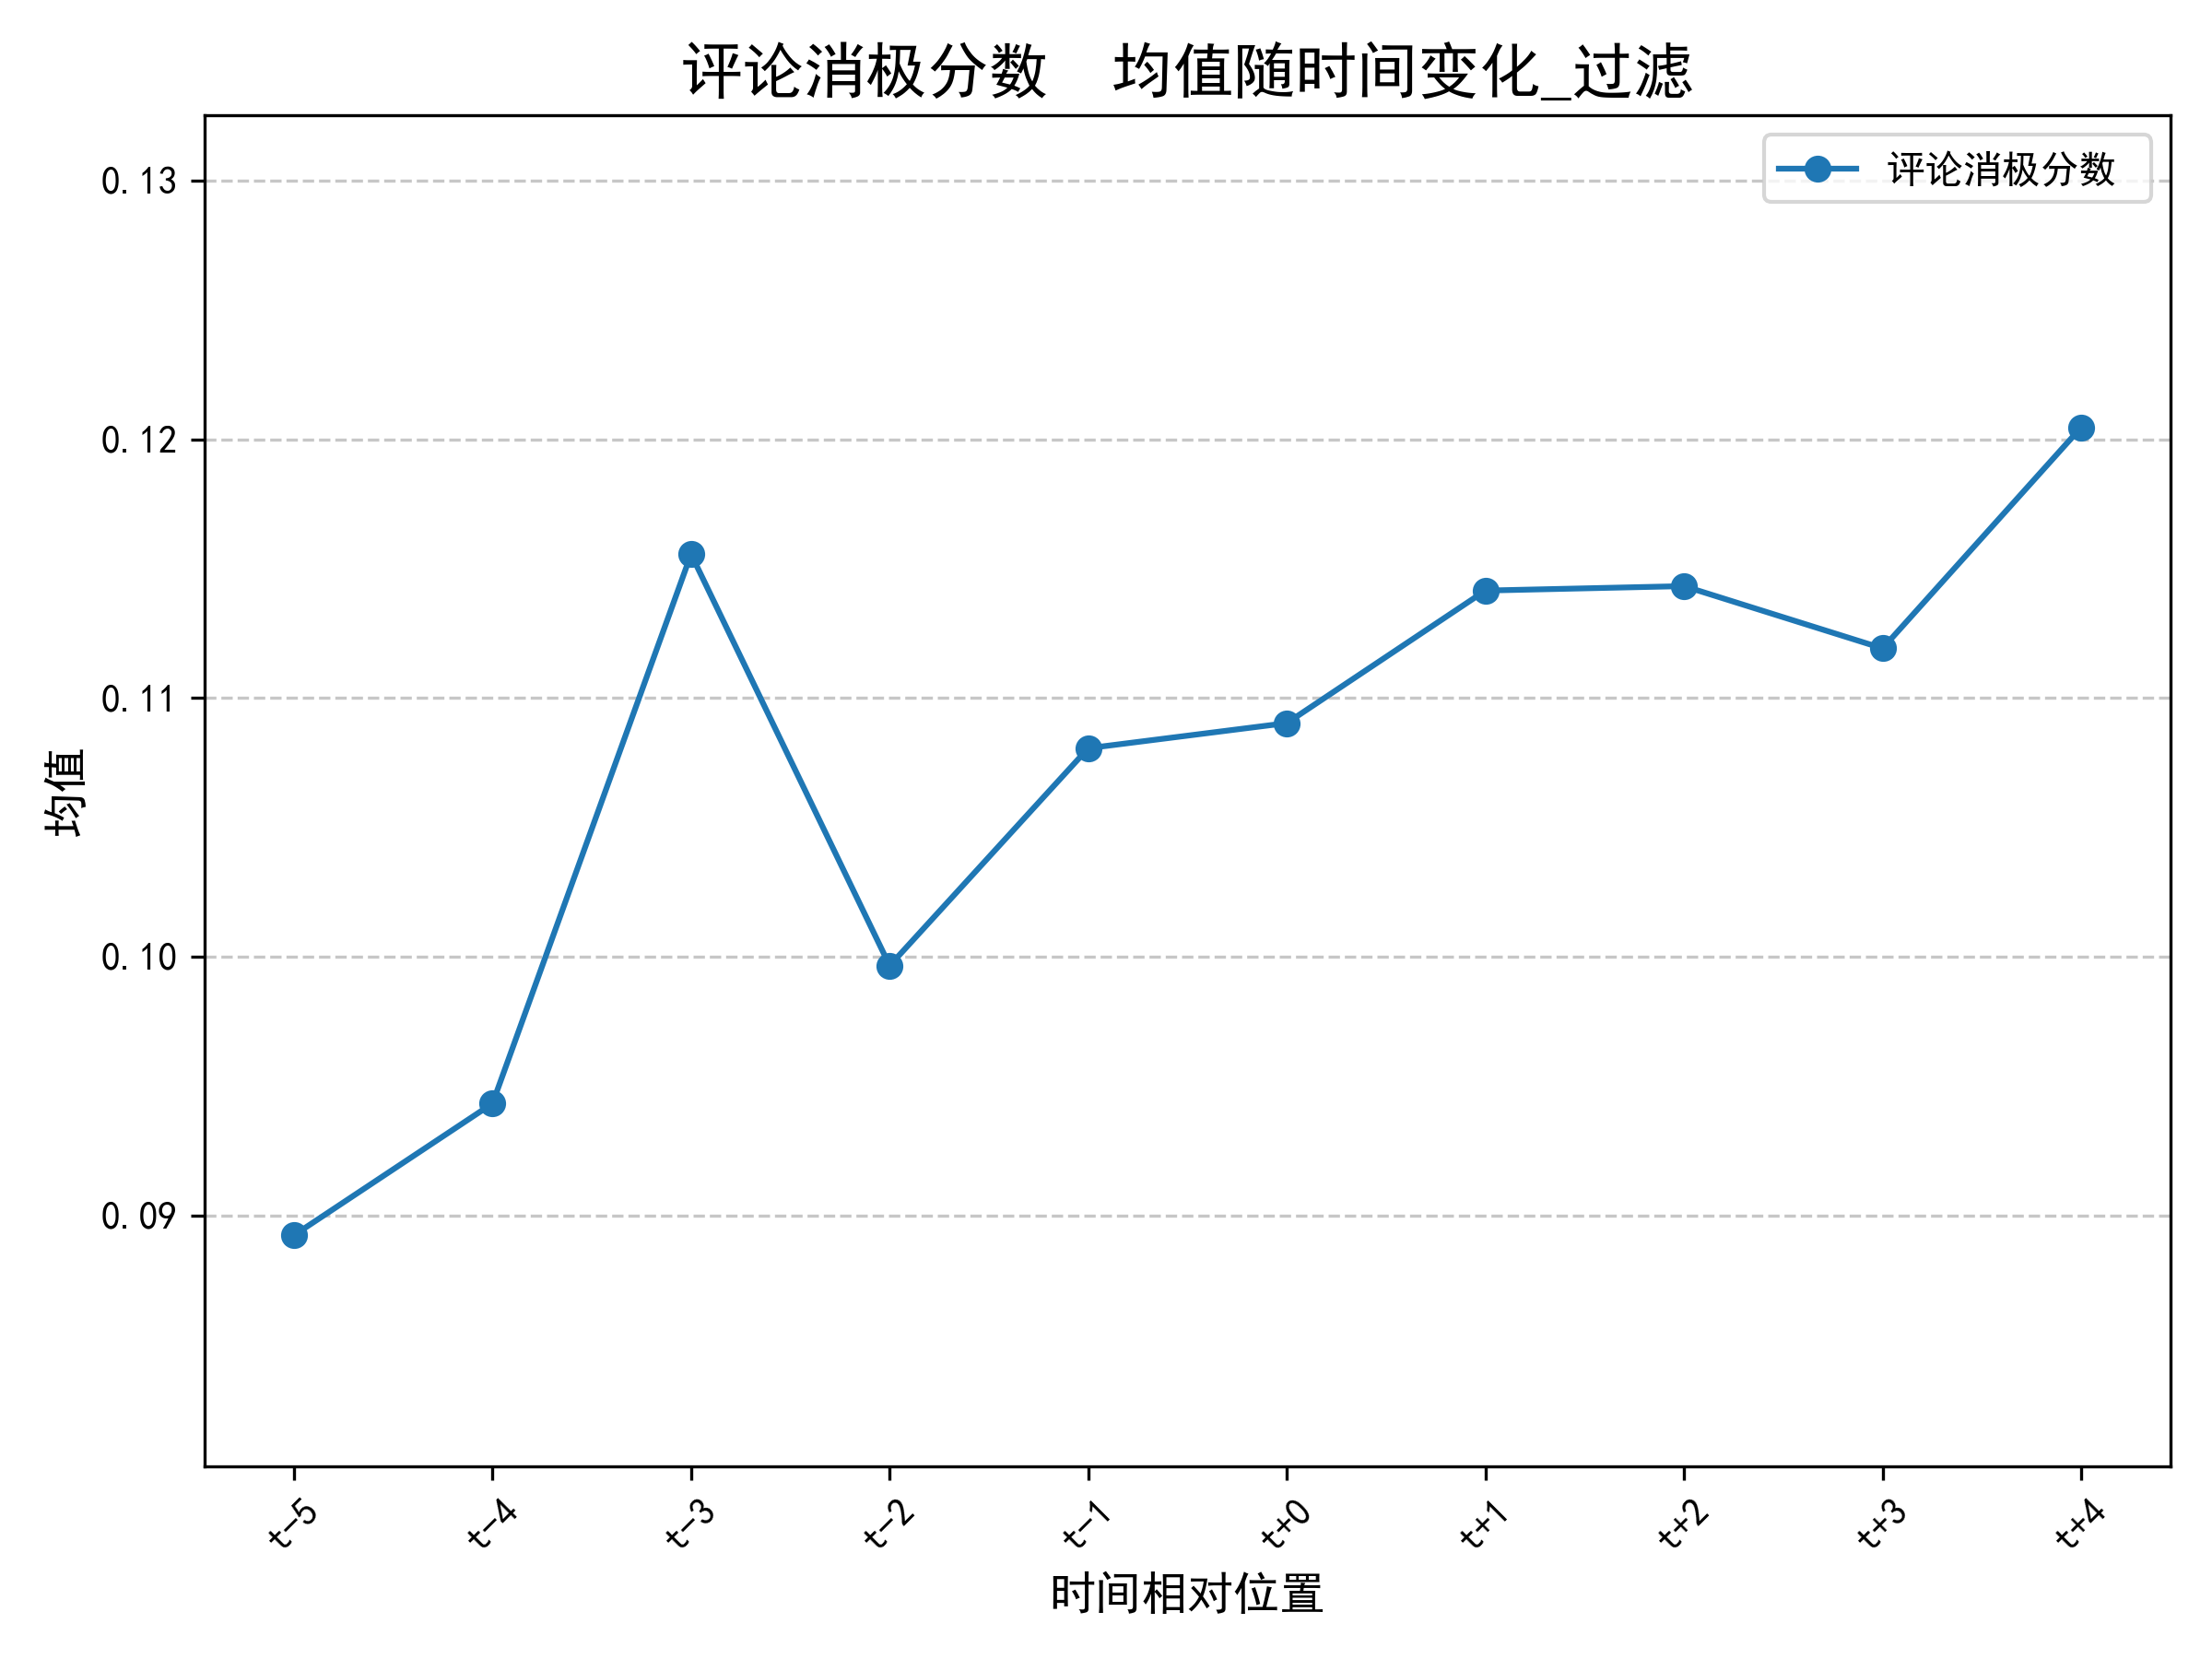 评论消极分数 均值随时间变化_过滤
评论消极分数
0.13
0.12
0.11
0.10
0.09
均值
t-5
t-4
t-3
t-2
t-1
t+0
t+1
t+2
t+3
t+4
时间相对位置